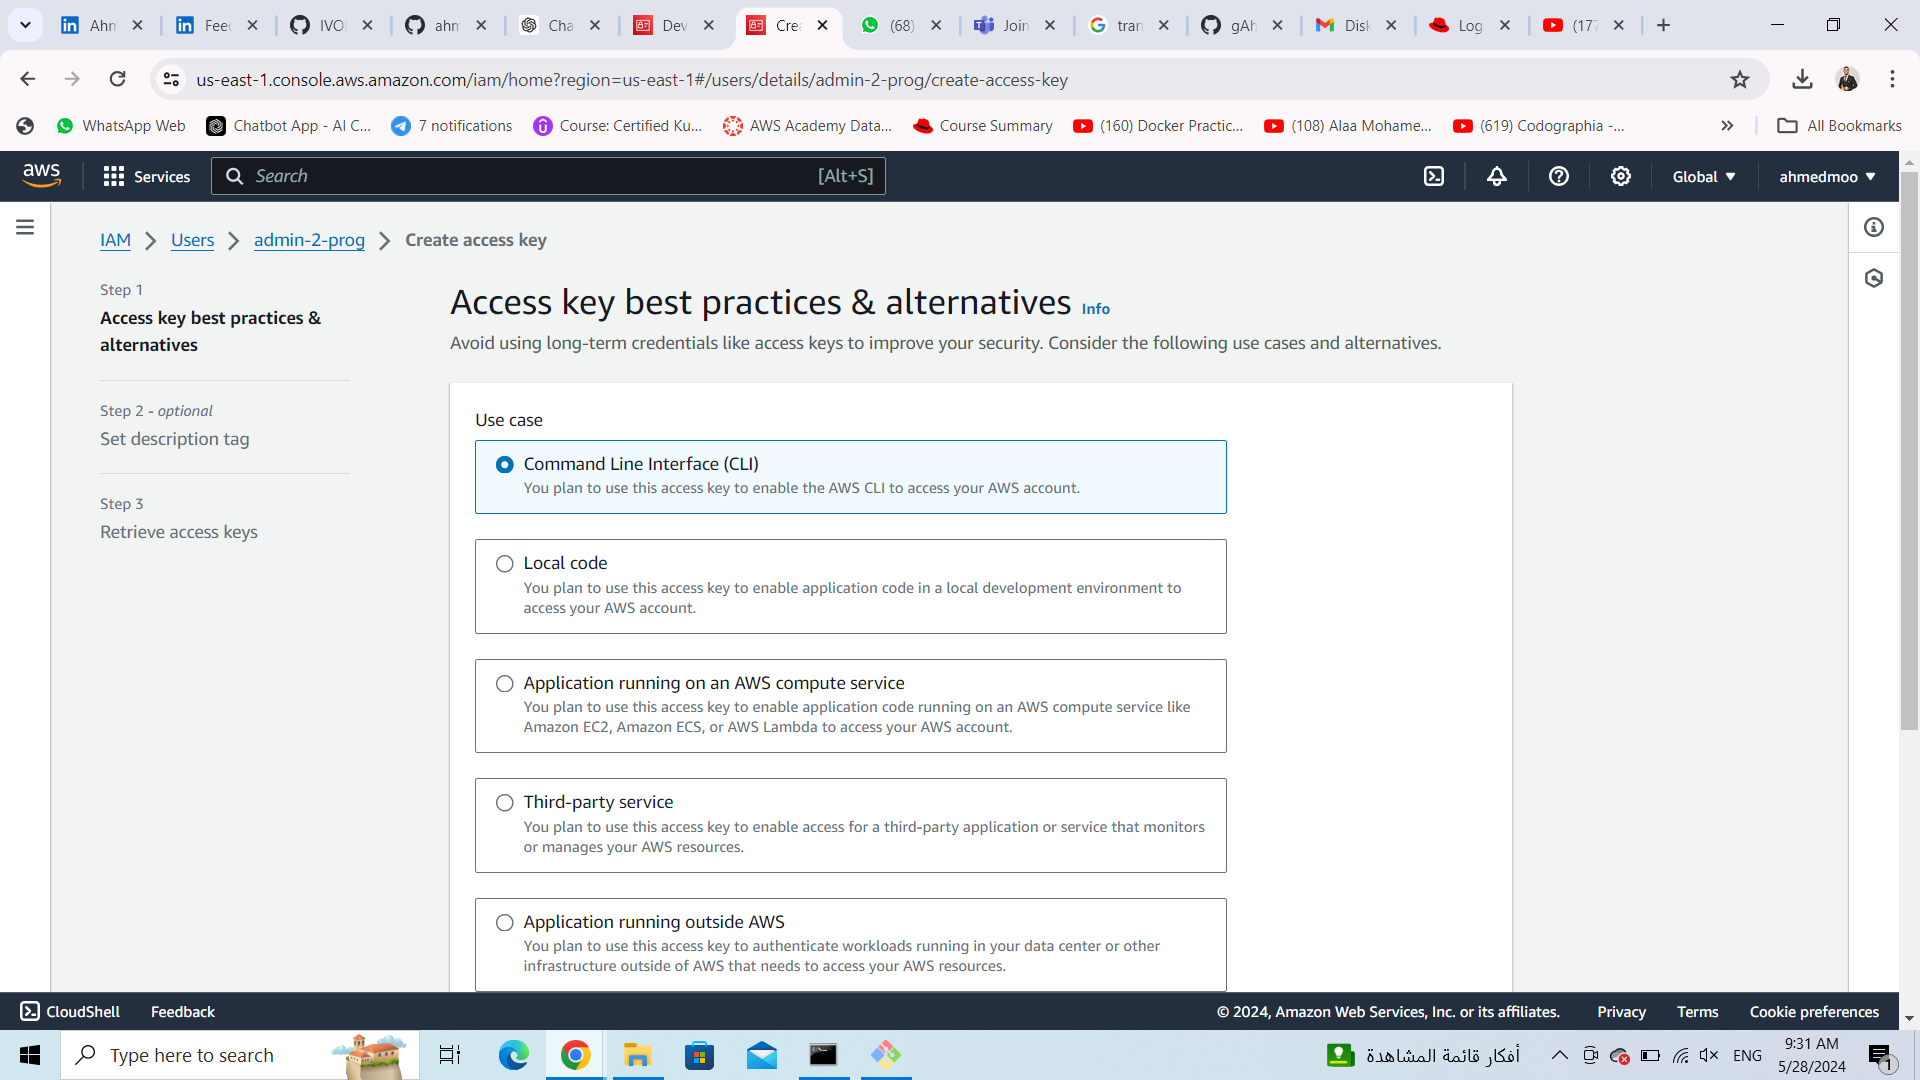 Ahm
Feed
IVOI
ahm
Cha
Dev
Crea
(68)
Join
tran
gAh
Disk
Log
(177
us-east-1.console.aws.amazon.com/iam/home?region=us-east-1#/users/details/admin-2-prog/create-access-key
WhatsApp Web
Chatbot App - AI C...
7 notifications
Course: Certified Ku...
AWS Academy Data...
Course Summary
(160) Docker Practic...
(108) Alaa Mohame...
(619) Codographia -...
All Bookmarks
aws
Services
Search
[Alt+S]
Global
ahmedmoo
IAM
Users
admin-2-prog
Create access key
Step 1
Access key best practices &
alternatives
Step 2 - optional
Set description tag
Step 3
Retrieve access keys
Access key best practices & alternatives Info
Avoid using long-term credentials like access keys to improve your security. Consider the following use cases and alternatives.
Use case
Command Line Interface (CLI)
You plan to use this access key to enable the AWS CLI to access your AWS account.
Local code
You plan to use this access key to enable application code in a local development environment to
access your AWS account.
Application running on an AWS compute service
You plan to use this access key to enable application code running on an AWS compute service like
Amazon EC2, Amazon ECS, or AWS Lambda to access your AWS account.
Third-party service
You plan to use this access key to enable access for a third-party application or service that monitors
or manages your AWS resources.
Application running outside AWS
You plan to use this access key to authenticate workloads running in your data center or other
infrastructure outside of AWS that needs to access your AWS resources.
CloudShell
Feedback
© 2024, Amazon Web Services, Inc. or its affiliates.
Privacy
Terms
Cookie preferences
Type here to search
أفكار قائمة المشاهدة
ENG
9:31 AM
5/28/2024
1